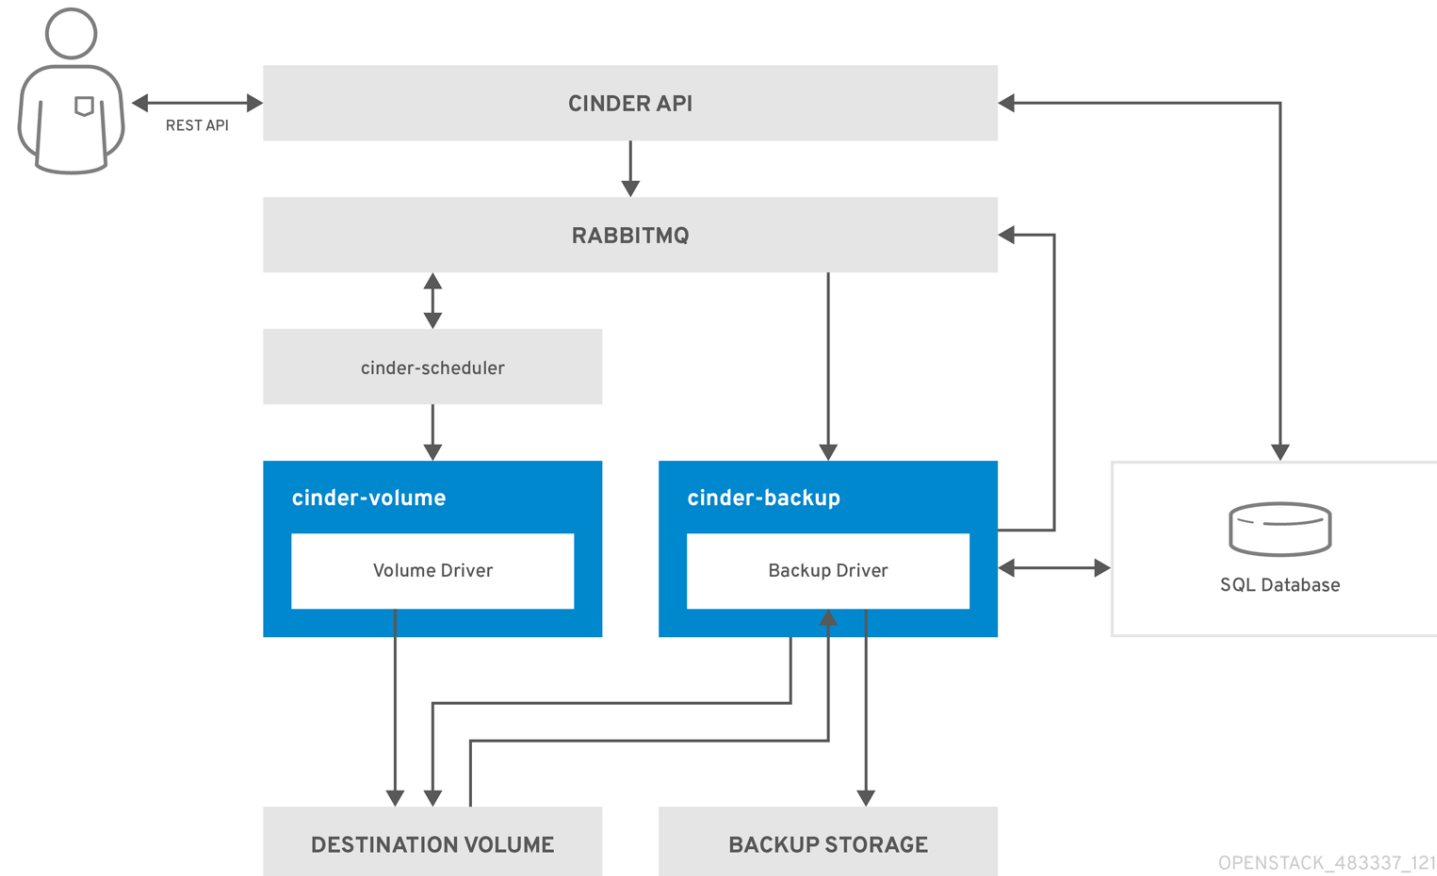 CINDER API
REST API
RABBITMQ
cinder-scheduler
cinder-volume
cinder-backup
Volume Driver
Backup Driver
SQL Database
DESTINATION VOLUME
BACKUP STORAGE
OPENSTACK_483337_121